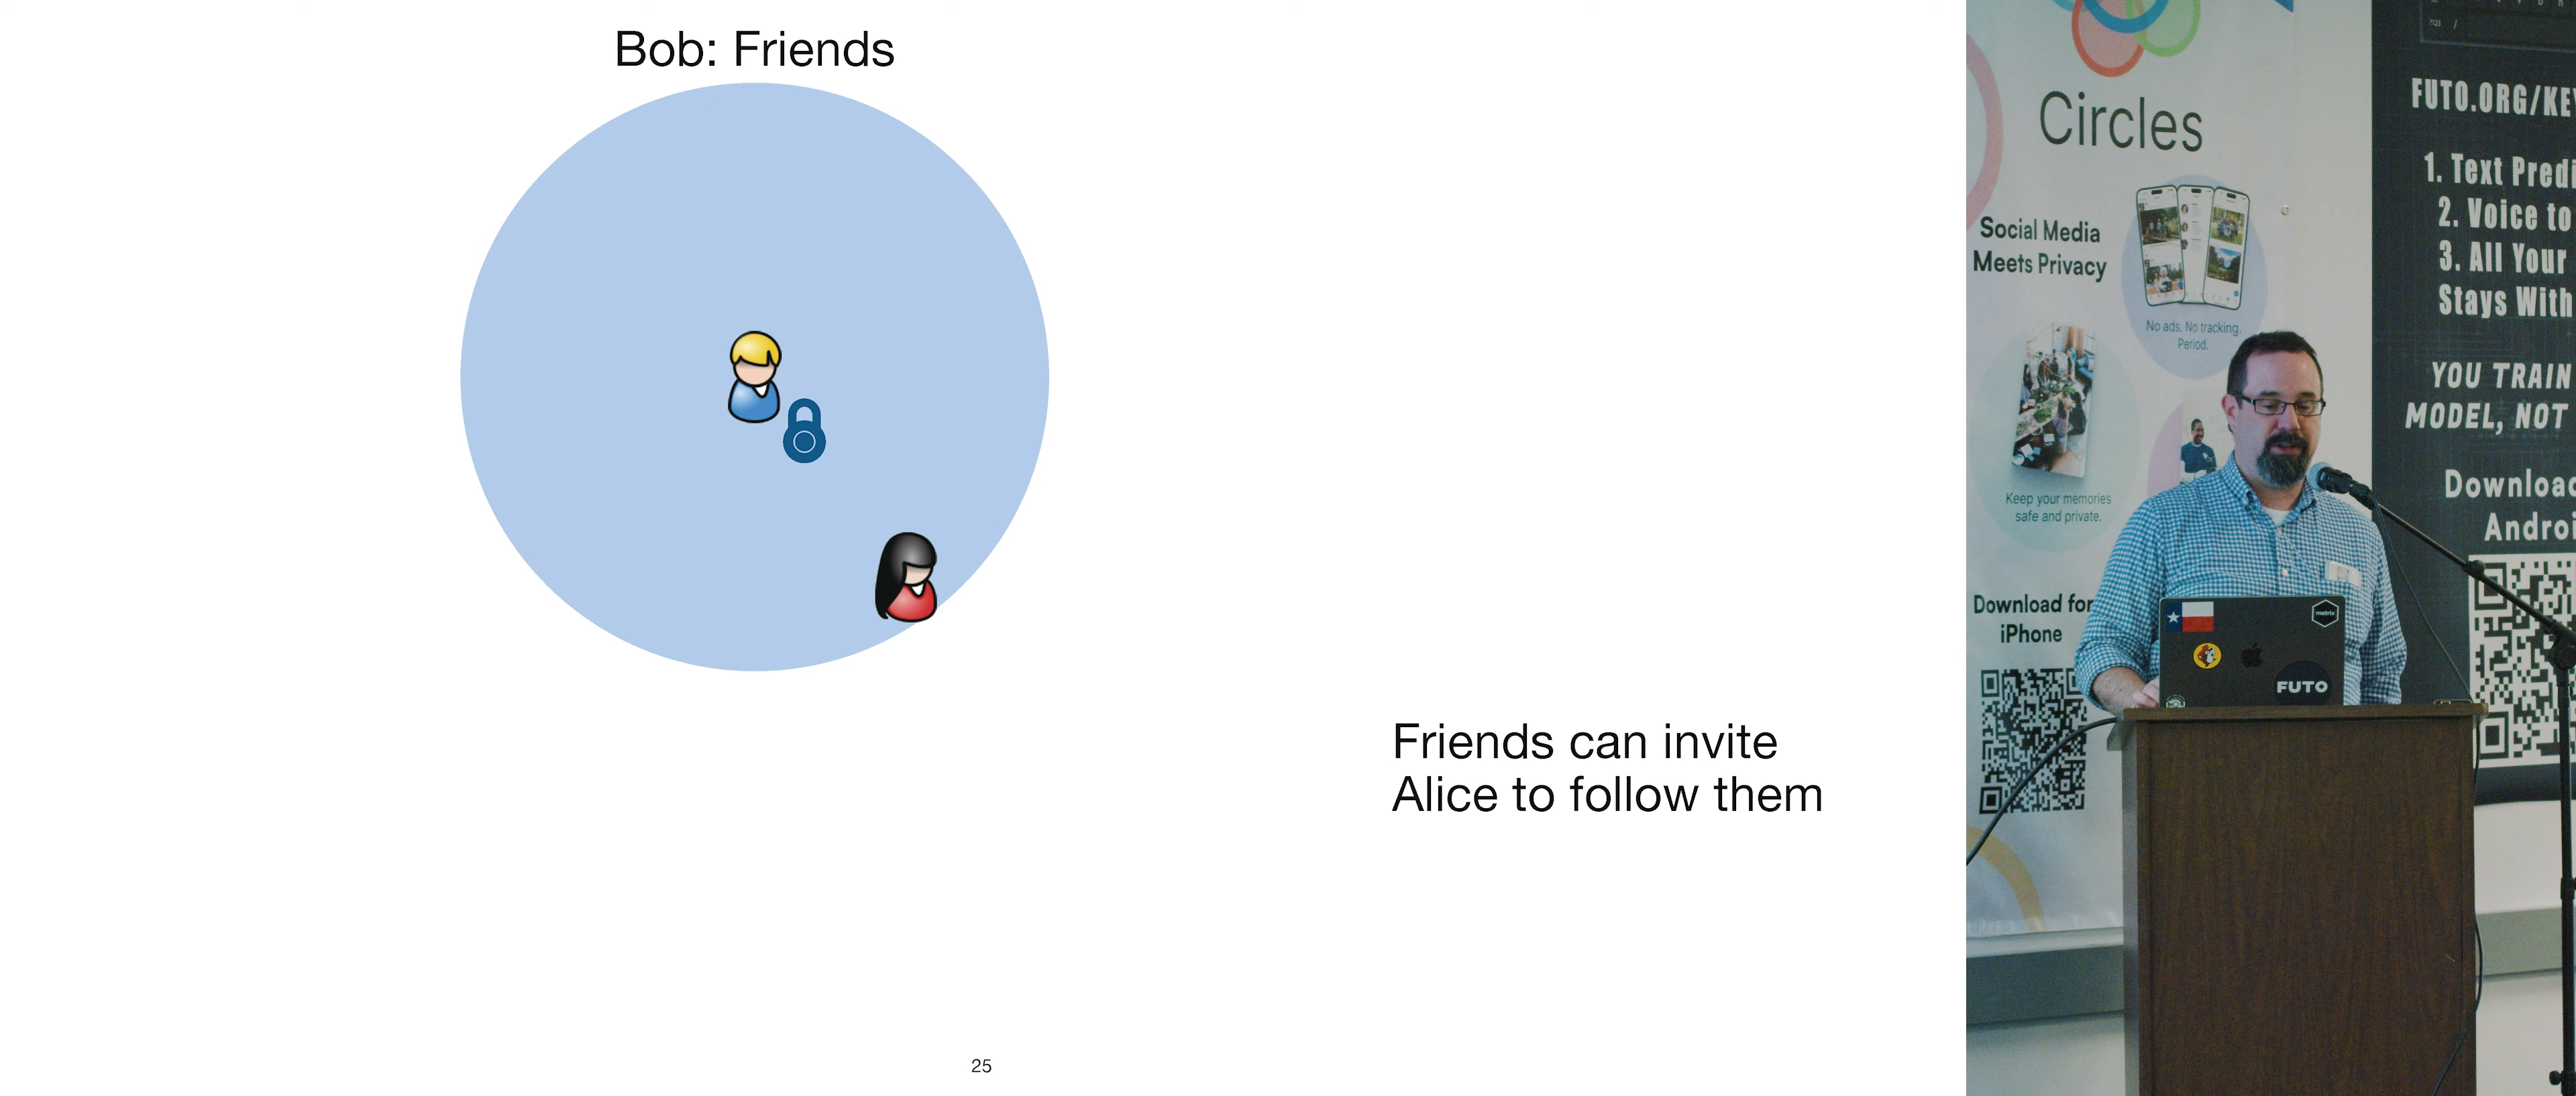 Bob: Friends
Friends can invite
Alice to follow them
25
Circles
Social Media
Meets Privacy
No ads. No tracking.
Period.
Keep your memories
safe and private.
Download for
iPhone
FUTO.ORG/KE
1. Text Predi
2. Voice to
3. All Your
Stays With
YOU TRAIN
MODEL, NOT
Download
Androi
matrix
FUTO